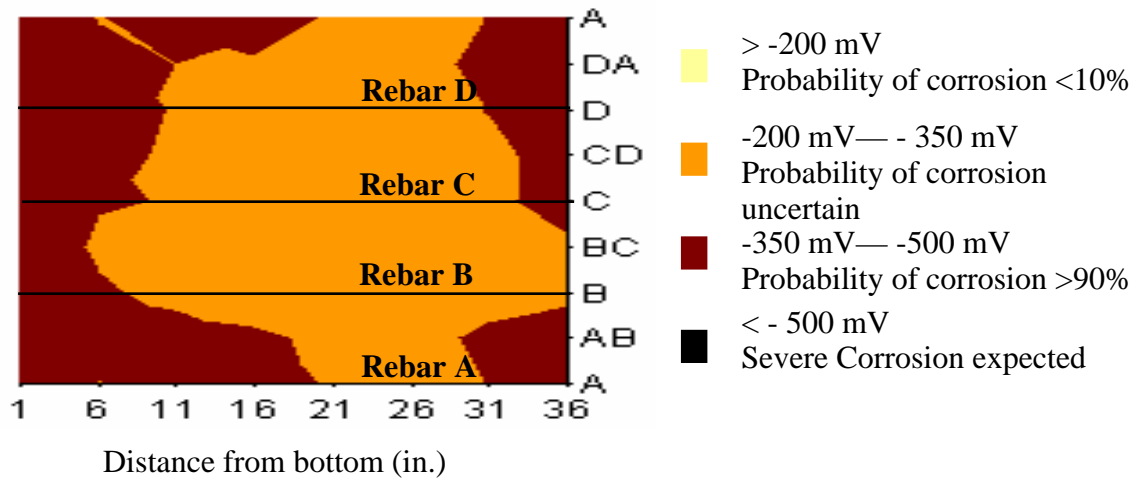 A
DA
Rebar D
D
CD
Rebar C
C
BC
Rebar B
B
AB
Rebar A
A
1 6 11 16 21 26 31 36
Distance from bottom (in.)
> -200 mV
Probability of corrosion <10%
-200 mV— - 350 mV
Probability of corrosion
uncertain
-350 mV— -500 mV
Probability of corrosion >90%
< - 500 mV
Severe Corrosion expected